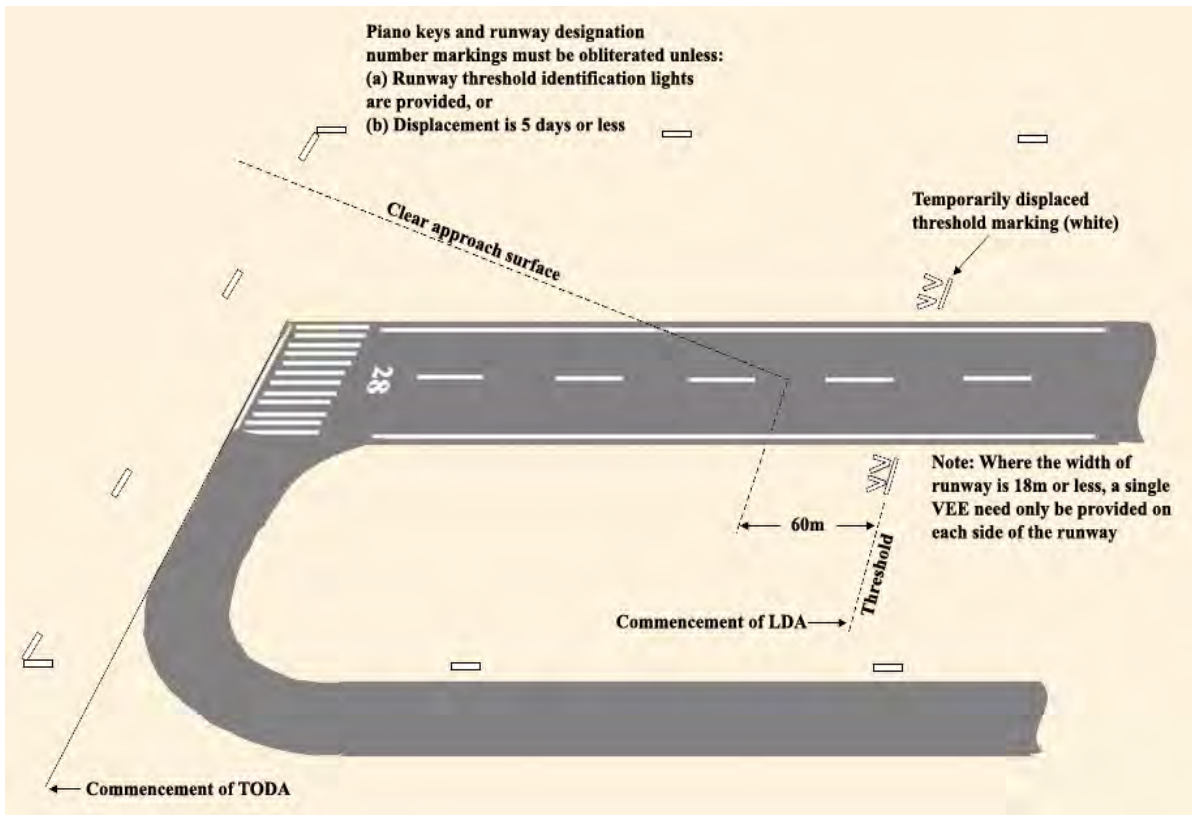 Piano keys and runway designation
number markings must be obliterated unless:
(a) Runway threshold identification lights
are provided, or
(b) Displacement is 5 days or less
Clear approach surface
Temporarily displaced
threshold marking (white)
28
Note: Where the width of
runway is 18m or less, a single
VEE need only be provided on
each side of the runway
60m
Threshold
Commencement of LDA
Commencement of TODA